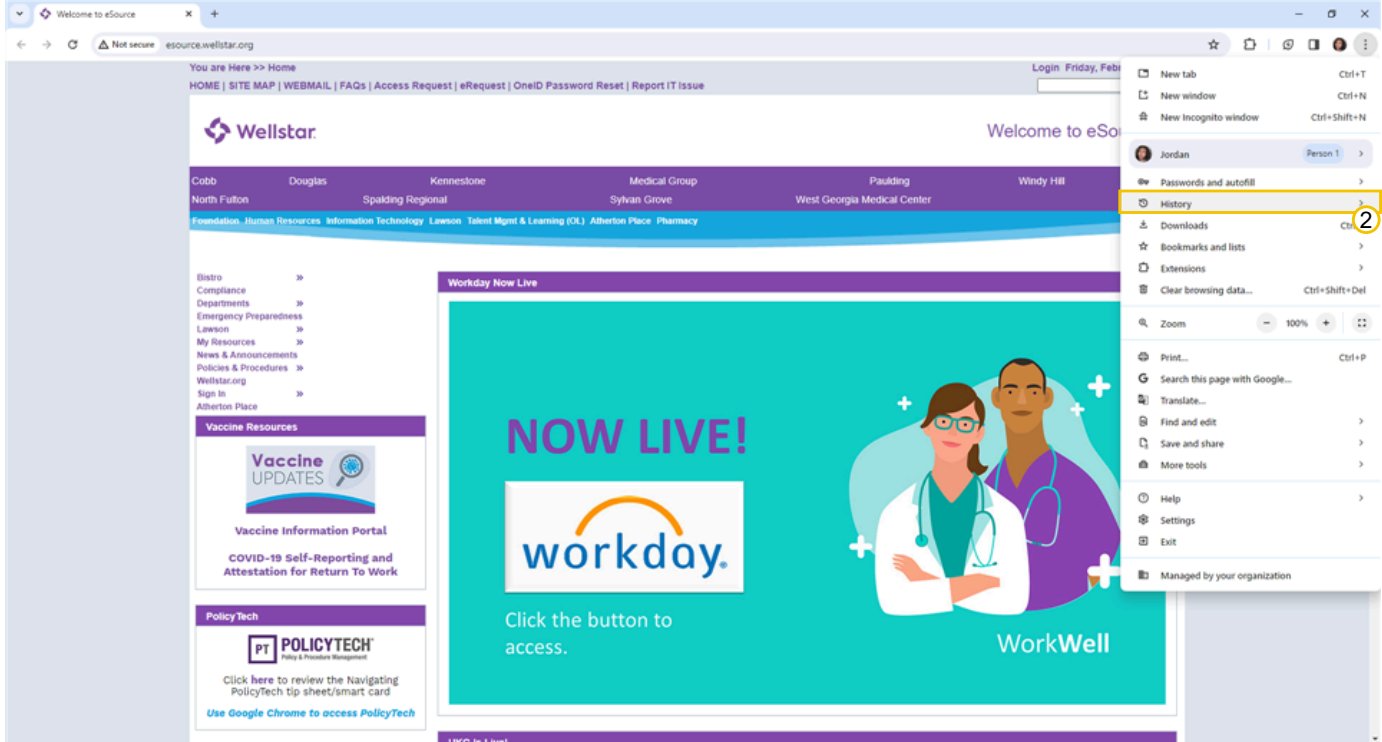 Welcome to eSource
Not secure esource.wellstar.org
You are Here >> Home
Login Friday,
HOME | SITE MAP | WEBMAIL | FAQs | Access Request | eRequest | OneID Password Reset | Report IT Issue
Wellstar
Welcome to
Cobb Douglas Kennestone Medical Group Paulding Windy Hill
North Fulton Spalding Regional Sylvan Grove West Georgia Medical Center
Foundation Human Resources Information Technology Lawson Talent Mgmt & Learning (OL) Atherton Place Pharmacy
Bistro »
Compliance
Departments »
Emergency Preparedness
Lawson »
My Resources »
News & Announcements
Policies & Procedures »
Wellstar.org
Sign In »
Atherton Place
Vaccine Resources
Vaccine
UPDATES
Vaccine Information Portal
COVID-19 Self-Reporting and
Attestation for Return To Work
PolicyTech
PT POLICYTECH
Policy & Procedure Management
Click here to review the Navigating
PolicyTech tip sheet/smart card
Use Google Chrome to access PolicyTech
Workday Now Live
NOW LIVE!
workday.
Click the button to
access.
WorkWell
New tab Ctrl+T
New window Ctrl+N
New Incognito window Ctrl+Shift+N
Jordan Person 1
Passwords and autofill
History
2
Downloads
Bookmarks and lists
Extensions
Clear browsing data... Ctrl+Shift+Del
Zoom − 100% +
Print... Ctrl+P
Search this page with Google...
Translate...
Find and edit
Save and share
More tools
Help
Settings
Exit
Managed by your organization